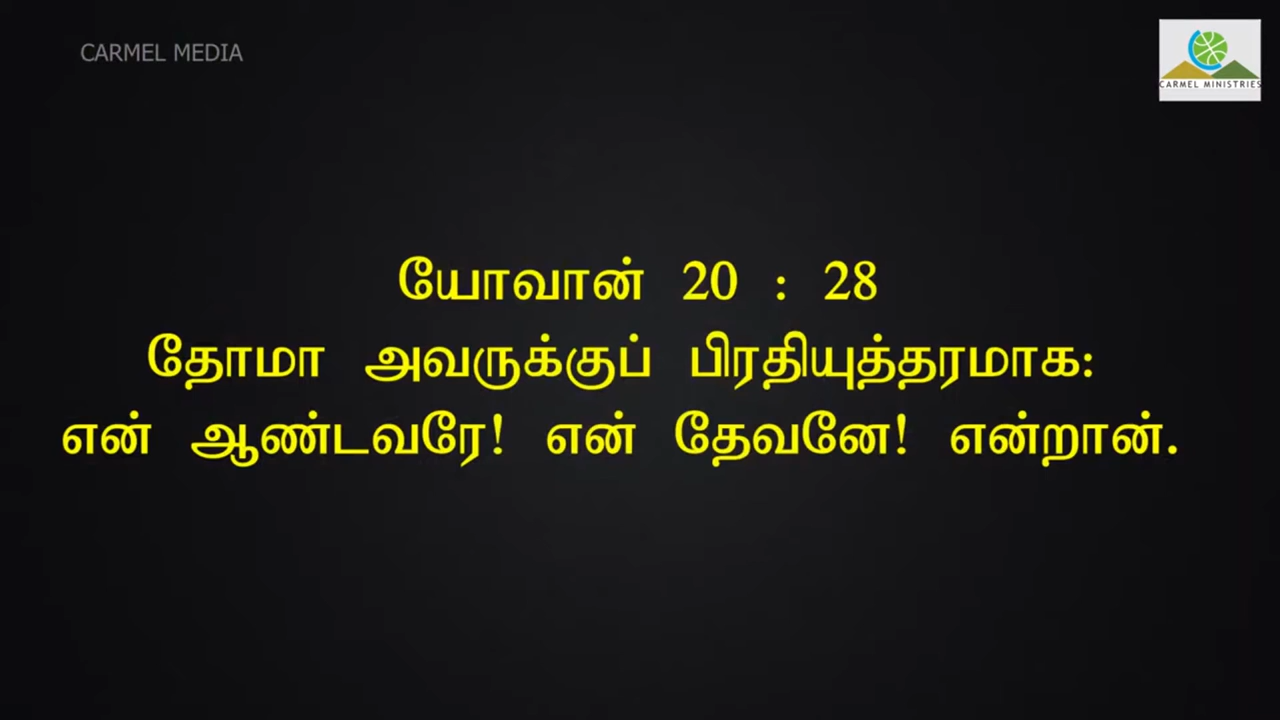 CARMEL MEDIA
CARMEL MINISTRIES
யோவான் 20 : 28
தோமா அவருக்குப் பிரதியுத்தரமாக:
என் ஆண்டவரே! என் தேவனே! என்றான்.